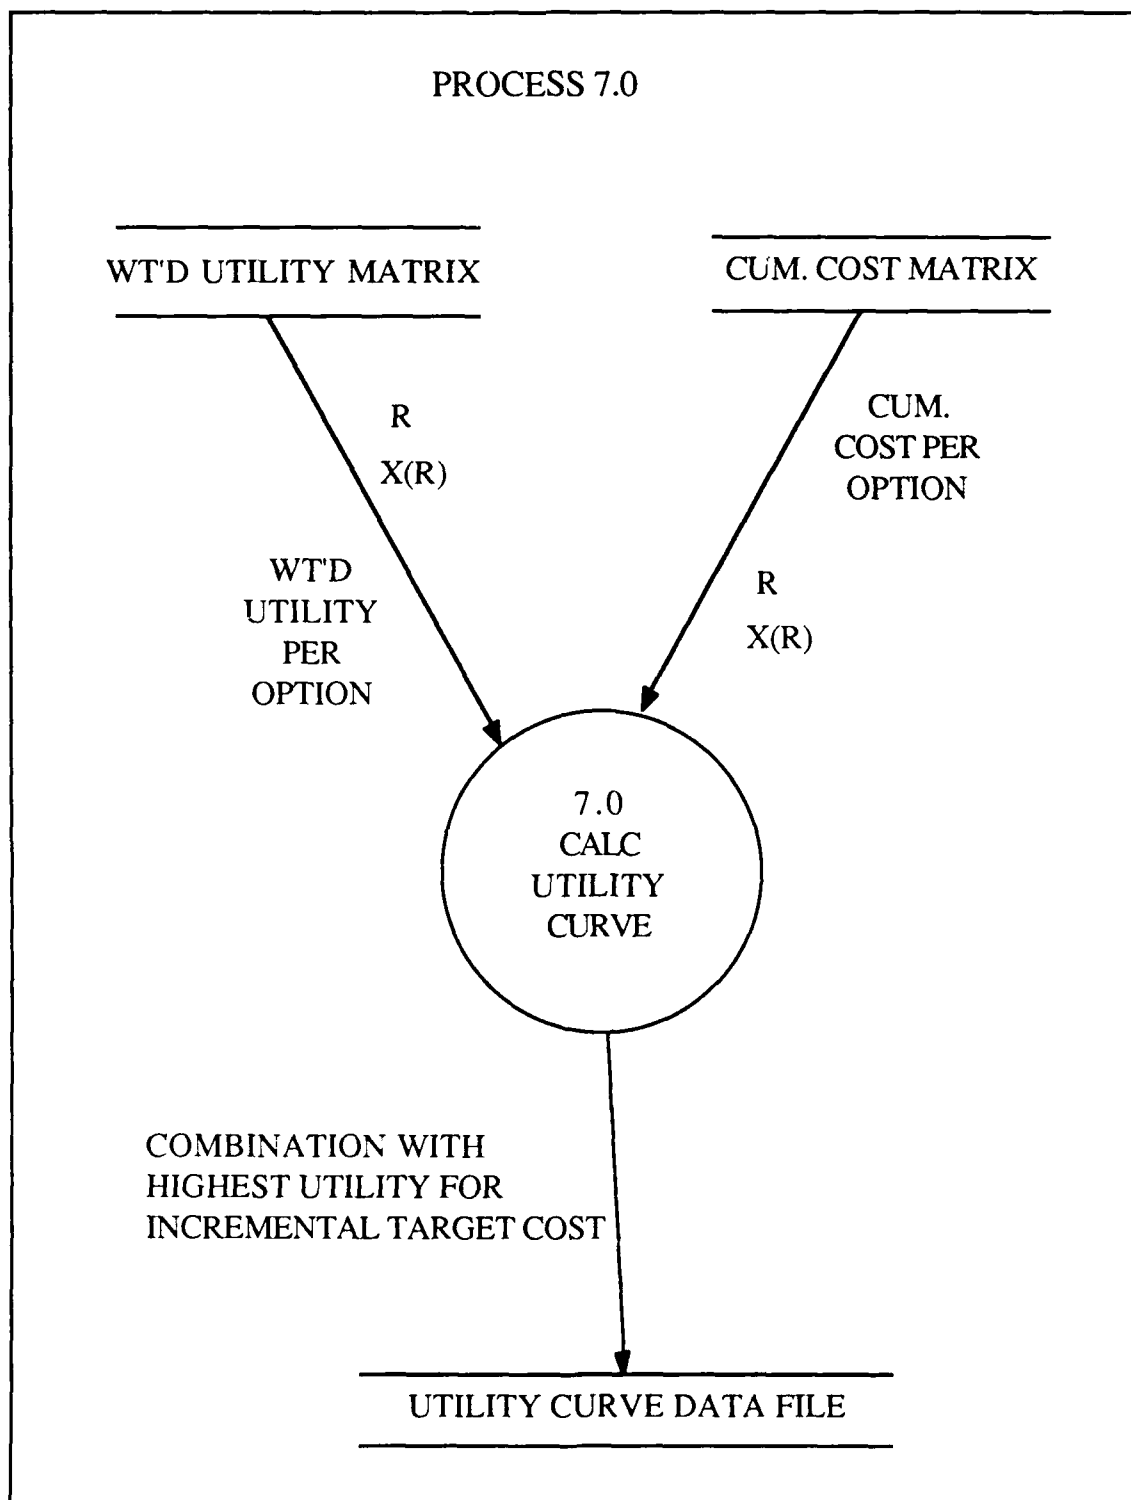 PROCESS 7.0
WT'D UTILITY MATRIX
CUM. COST MATRIX
R
X(R)
WT'D
UTILITY
PER
OPTION
CUM.
COST PER
OPTION
R
X(R)
7.0
CALC
UTILITY
CURVE
COMBINATION WITH
HIGHEST UTILITY FOR
INCREMENTAL TARGET COST
UTILITY CURVE DATA FILE